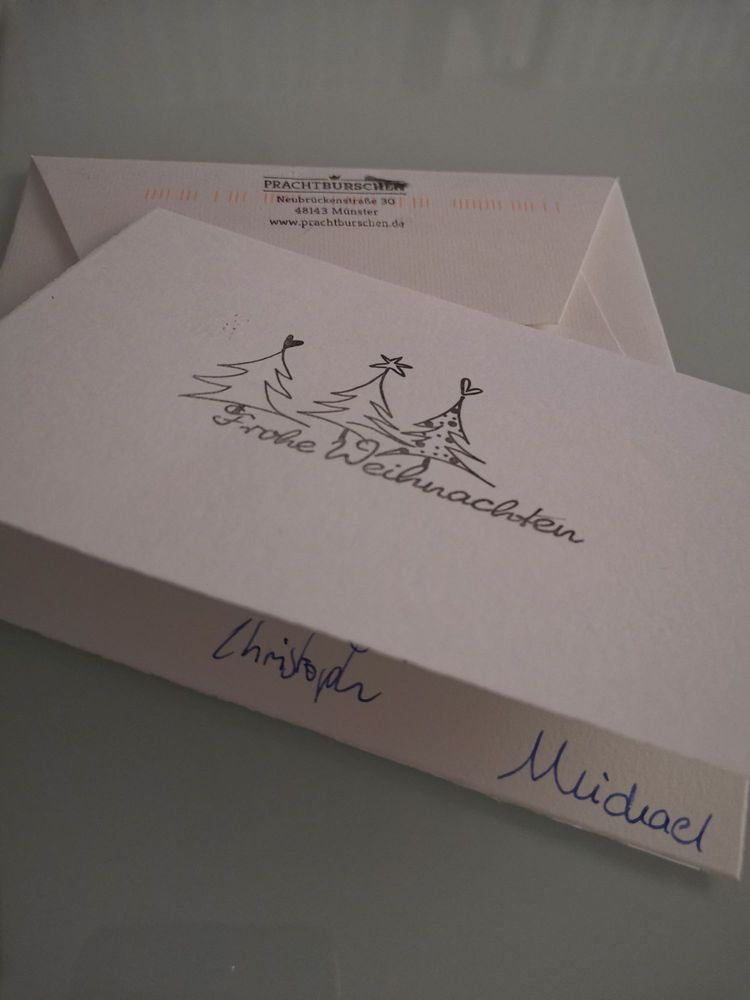 PRACHTBURSCHEN
Neubrückenstraße 30
48143 Münster
www.prachtburschen.de
Frohe Weihnachten
Christoph
Michael